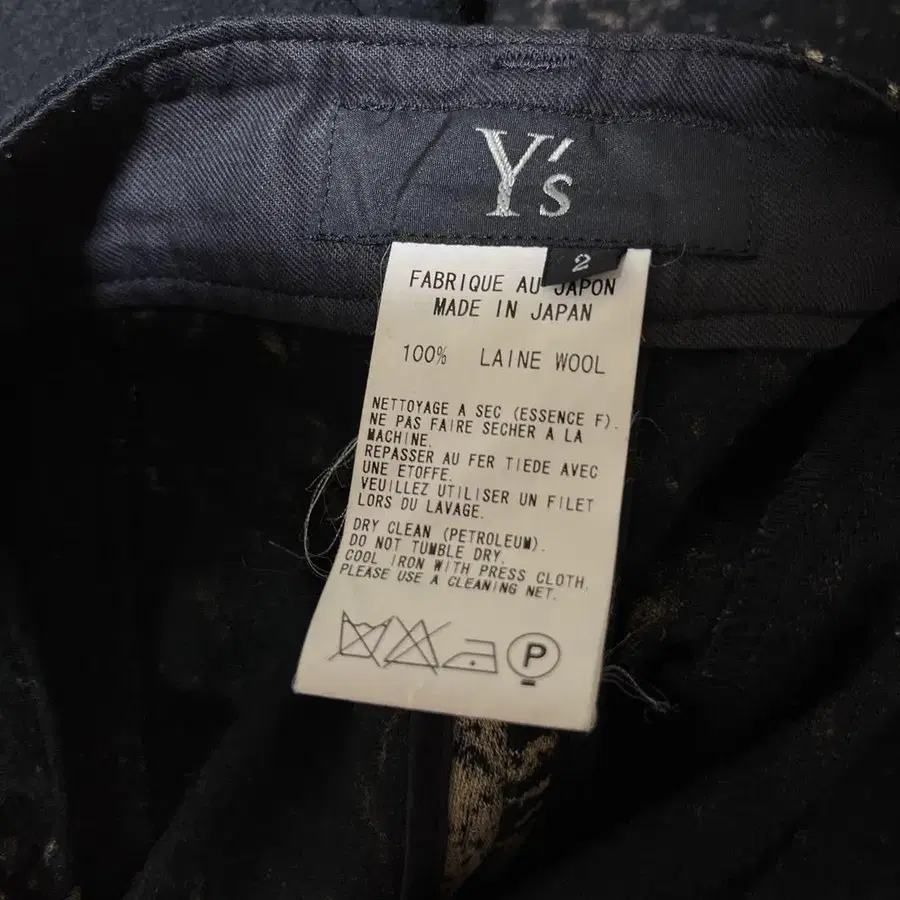 Y's
2
FABRIQUE AU JAPON
MADE IN JAPAN
100% LAINE WOOL
NETTOYAGE A SEC (ESSENCE F).
NE PAS FAIRE SECHER A LA
MACHINE.
REPASSER AU FER TIEDE AVEC
UNE ETOFFE.
VEUILLEZ UTILISER UN FILET
LORS DU LAVAGE.
DRY CLEAN (PETROLEUM).
DO NOT TUMBLE DRY.
COOL IRON WITH PRESS CLOTH.
PLEASE USE A CLEANING NET.
P